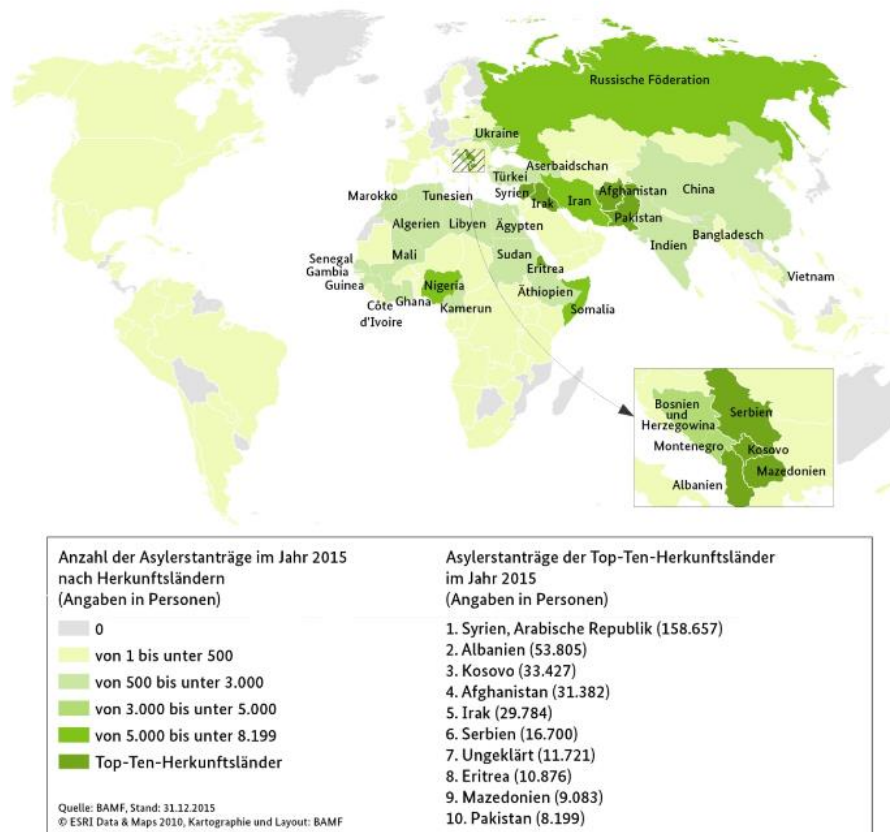 Russische Föderation
Ukraine
Aserbaidschan
Türkei
Syrien
Afghanistan
Irak
Iran
China
Pakistan
Marokko
Tunesien
Algerien
Libyen
Ägypten
Bangladesch
Indien
Mali
Sudan
Senegal
Gambia
Guinea
Eritrea
Vietnam
Nigeria
Äthiopien
Côte
d'Ivoire
Ghana
Kamerun
Somalia
Bosnien
und
Herzegowina
Serbien
Montenegro
Kosovo
Mazedonien
Albanien
Anzahl der Asylerstanträge im Jahr 2015
nach Herkunftsländern
(Angaben in Personen)
0
von 1 bis unter 500
von 500 bis unter 3.000
von 3.000 bis unter 5.000
von 5.000 bis unter 8.199
Top-Ten-Herkunftsländer
Quelle: BAMF, Stand: 31.12.2015
© ESRI Data & Maps 2010, Kartographie und Layout: BAMF
Asylerstanträge der Top-Ten-Herkunftsländer
im Jahr 2015
(Angaben in Personen)
1. Syrien, Arabische Republik (158.657)
2. Albanien (53.805)
3. Kosovo (33.427)
4. Afghanistan (31.382)
5. Irak (29.784)
6. Serbien (16.700)
7. Ungeklärt (11.721)
8. Eritrea (10.876)
9. Mazedonien (9.083)
10. Pakistan (8.199)